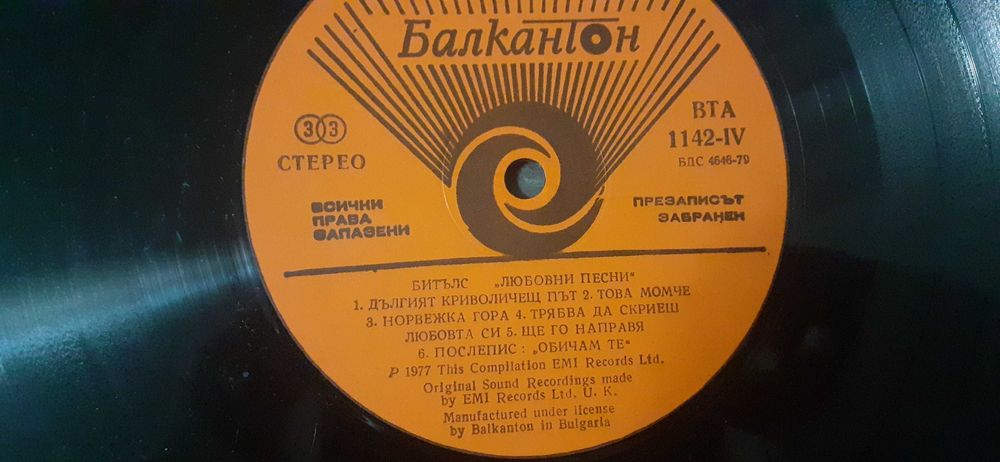 Балкантон
33
СТЕРЕО
ВТА
1142-IV
БДС 4646-79
ВСИЧКИ
ПРАВА
ЗАПАЗЕНИ
ПРЕЗАПИСЪТ
ЗАБРАНЕН
БИТЪЛС „ЛЮБОВНИ ПЕСНИ“
1. ДЪЛГИЯТ КРИВОЛИЧЕЩ ПЪТ 2. ТОВА МОМЧЕ
3. НОРВЕЖКА ГОРА 4. ТРЯБВА ДА СКРИЕШ
ЛЮБОВТА СИ 5. ЩЕ ГО НАПРАВЯ
6. ПОСЛЕПИС: „ОБИЧАМ ТЕ“
P 1977 This Compilation EMI Records Ltd.
Original Sound Recordings made
by EMI Records Ltd, U. K.
Manufactured under license
by Balkanton in Bulgaria